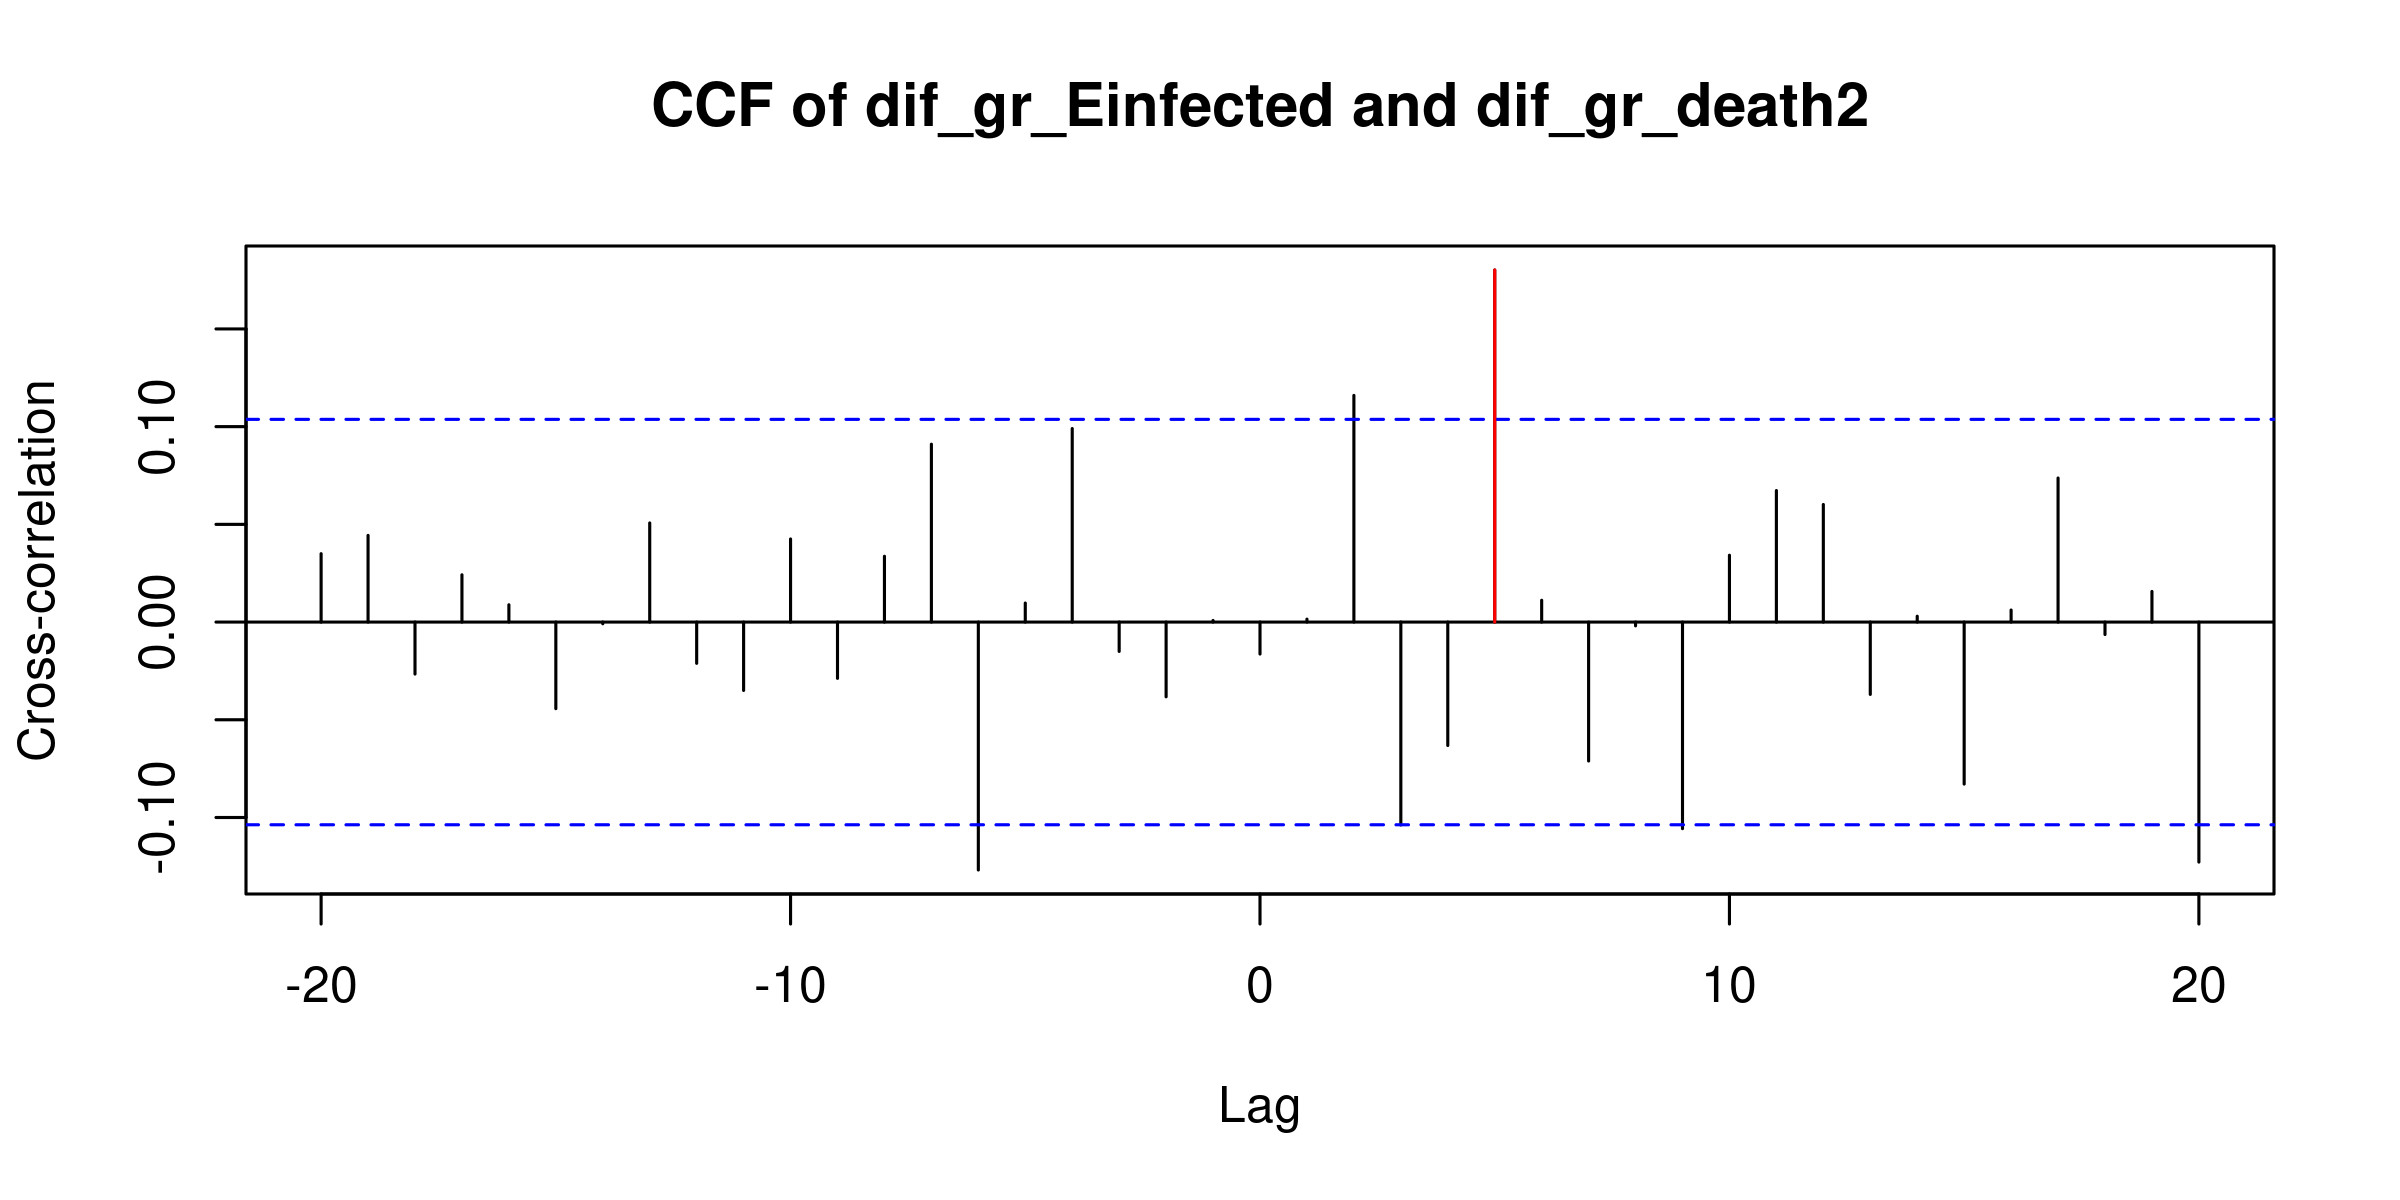 CCF of dif_gr_Einfected and dif_gr_death2
Cross-correlation
0.10
0.00
-0.10
-20 -10 0 10 20
Lag